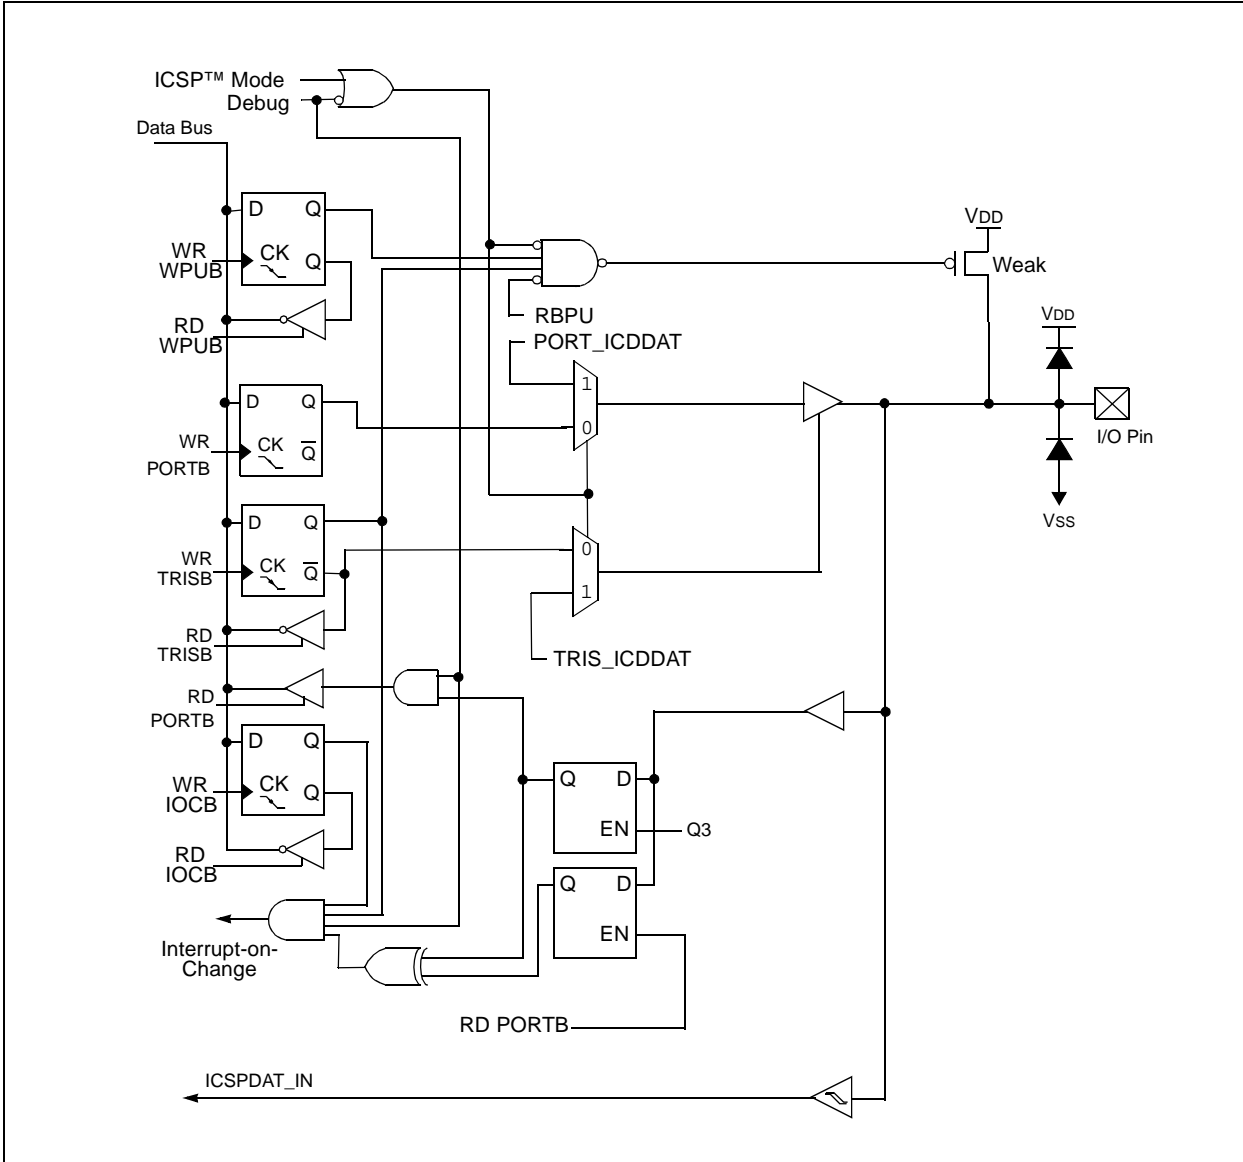 ICSP™ Mode
Debug
Data Bus
D Q
WR
WPUB
CK
Q
RD
WPUB
VDD
Weak
RBPU
PORT_ICDDAT
1
0
VDD
I/O Pin
VSS
D Q
WR
PORTB
CK
Q
D Q
WR
TRISB
CK
Q
0
1
RD
TRISB
TRIS_ICDDAT
RD
PORTB
D Q
WR
IOCB
CK
Q
Q D
EN
Q3
RD
IOCB
Q D
EN
Interrupt-on-
Change
RD PORTB
ICSPDAT_IN